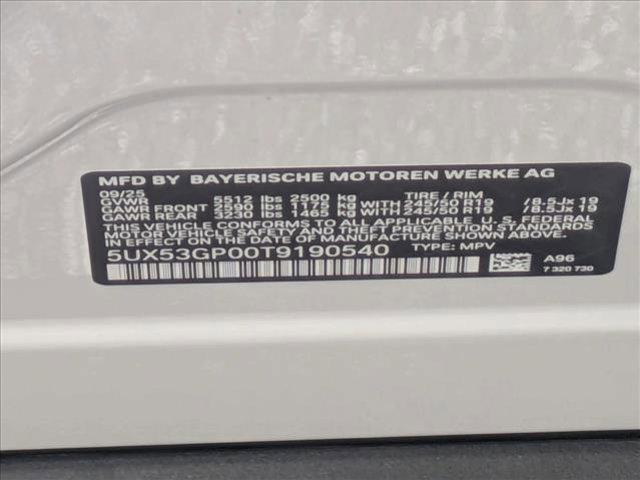 MFD BY BAYERISCHE MOTOREN WERKE AG
09/25 TIRE / RIM
GVWR 5512 lbs 2500 kg
GAWR FRONT 2590 lbs 1175 kg WITH 245/50 R19 /8.5Jx 19
GAWR REAR 3230 lbs 1465 kg WITH 245/50 R19 /8.5Jx 19
THIS VEHICLE CONFORMS TO ALL APPLICABLE U.S. FEDERAL
MOTOR VEHICLE SAFETY AND THEFT PREVENTION STANDARDS
IN EFFECT ON THE DATE OF MANUFACTURE SHOWN ABOVE.
5UX53GP00T9190540 TYPE: MPV
A96
7 320 730